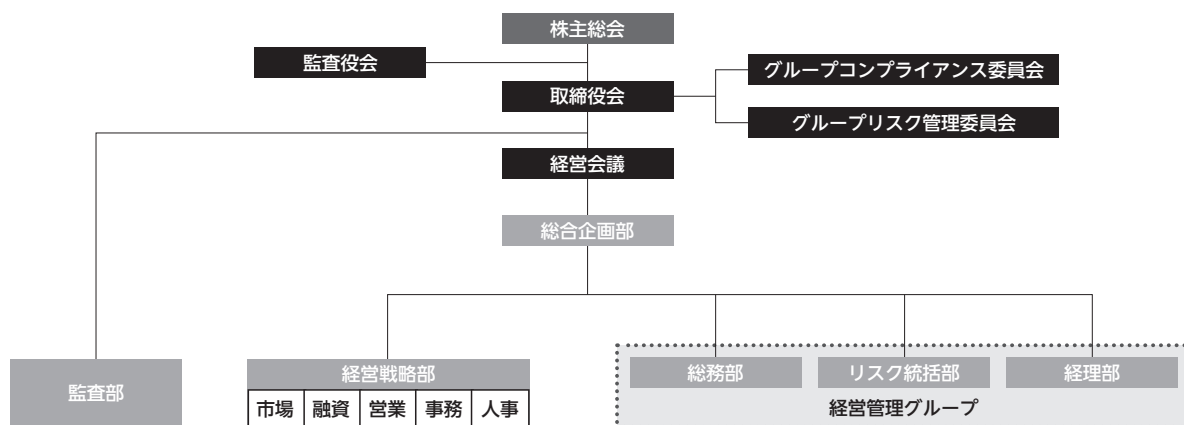 株主総会
監査役会
グループコンプライアンス委員会
取締役会
グループリスク管理委員会
経営会議
総合企画部
監査部
経営戦略部
市場
融資
営業
事務
人事
総務部
リスク統括部
経理部
経営管理グループ